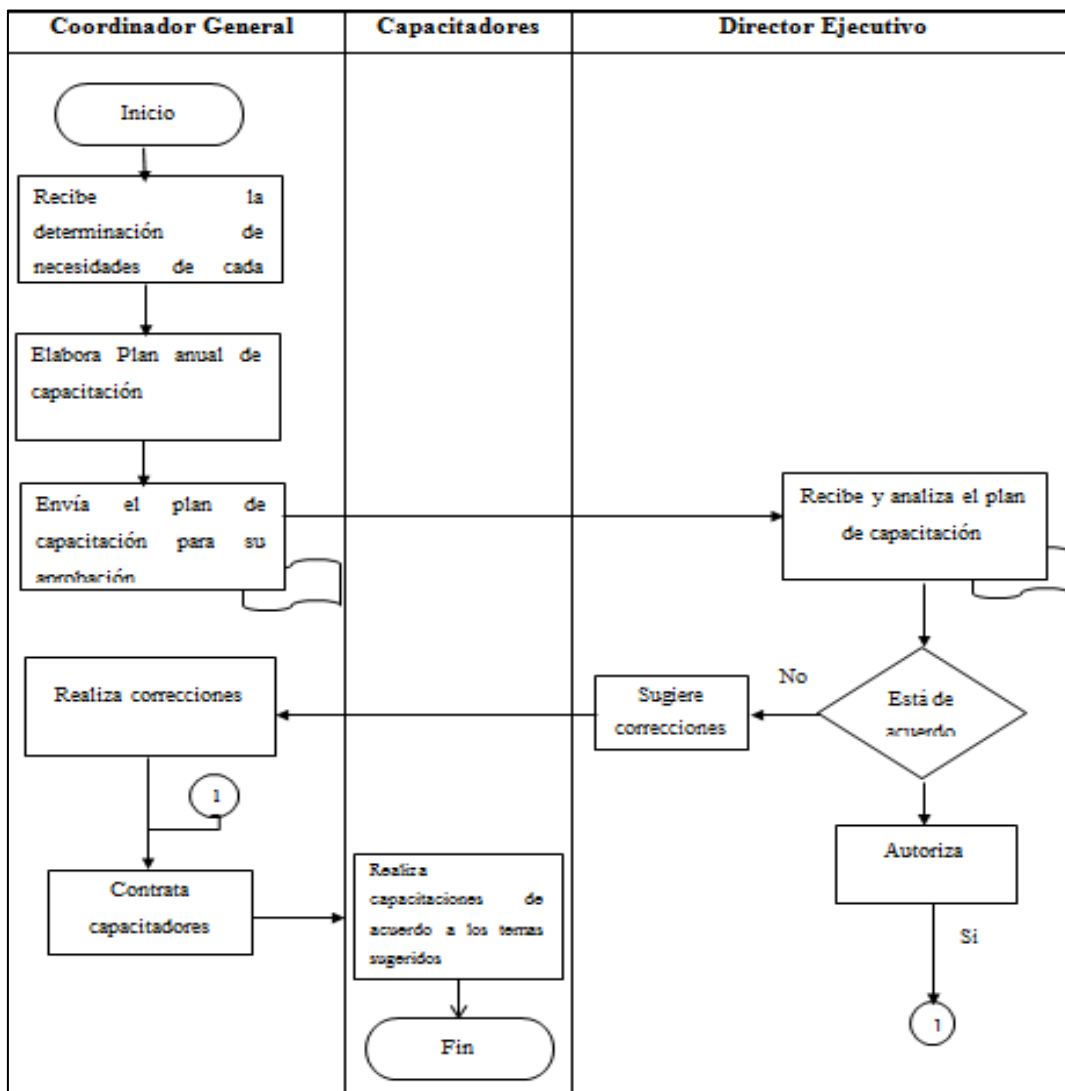 Coordinador General
Capacitadores
Director Ejecutivo
Inicio
Recibe la
determinación de
necesidades de cada
Elabora Plan anual de
capacitación
Envía el plan de
capacitación para su
aprobación
Recibe y analiza el plan
de capacitación
Está de
acuerdo
No
Sugiere
correcciones
Realiza correcciones
1
Contrata
capacitadores
Realiza
capacitaciones de
acuerdo a los temas
sugeridos
Fin
Autoriza
Si
1